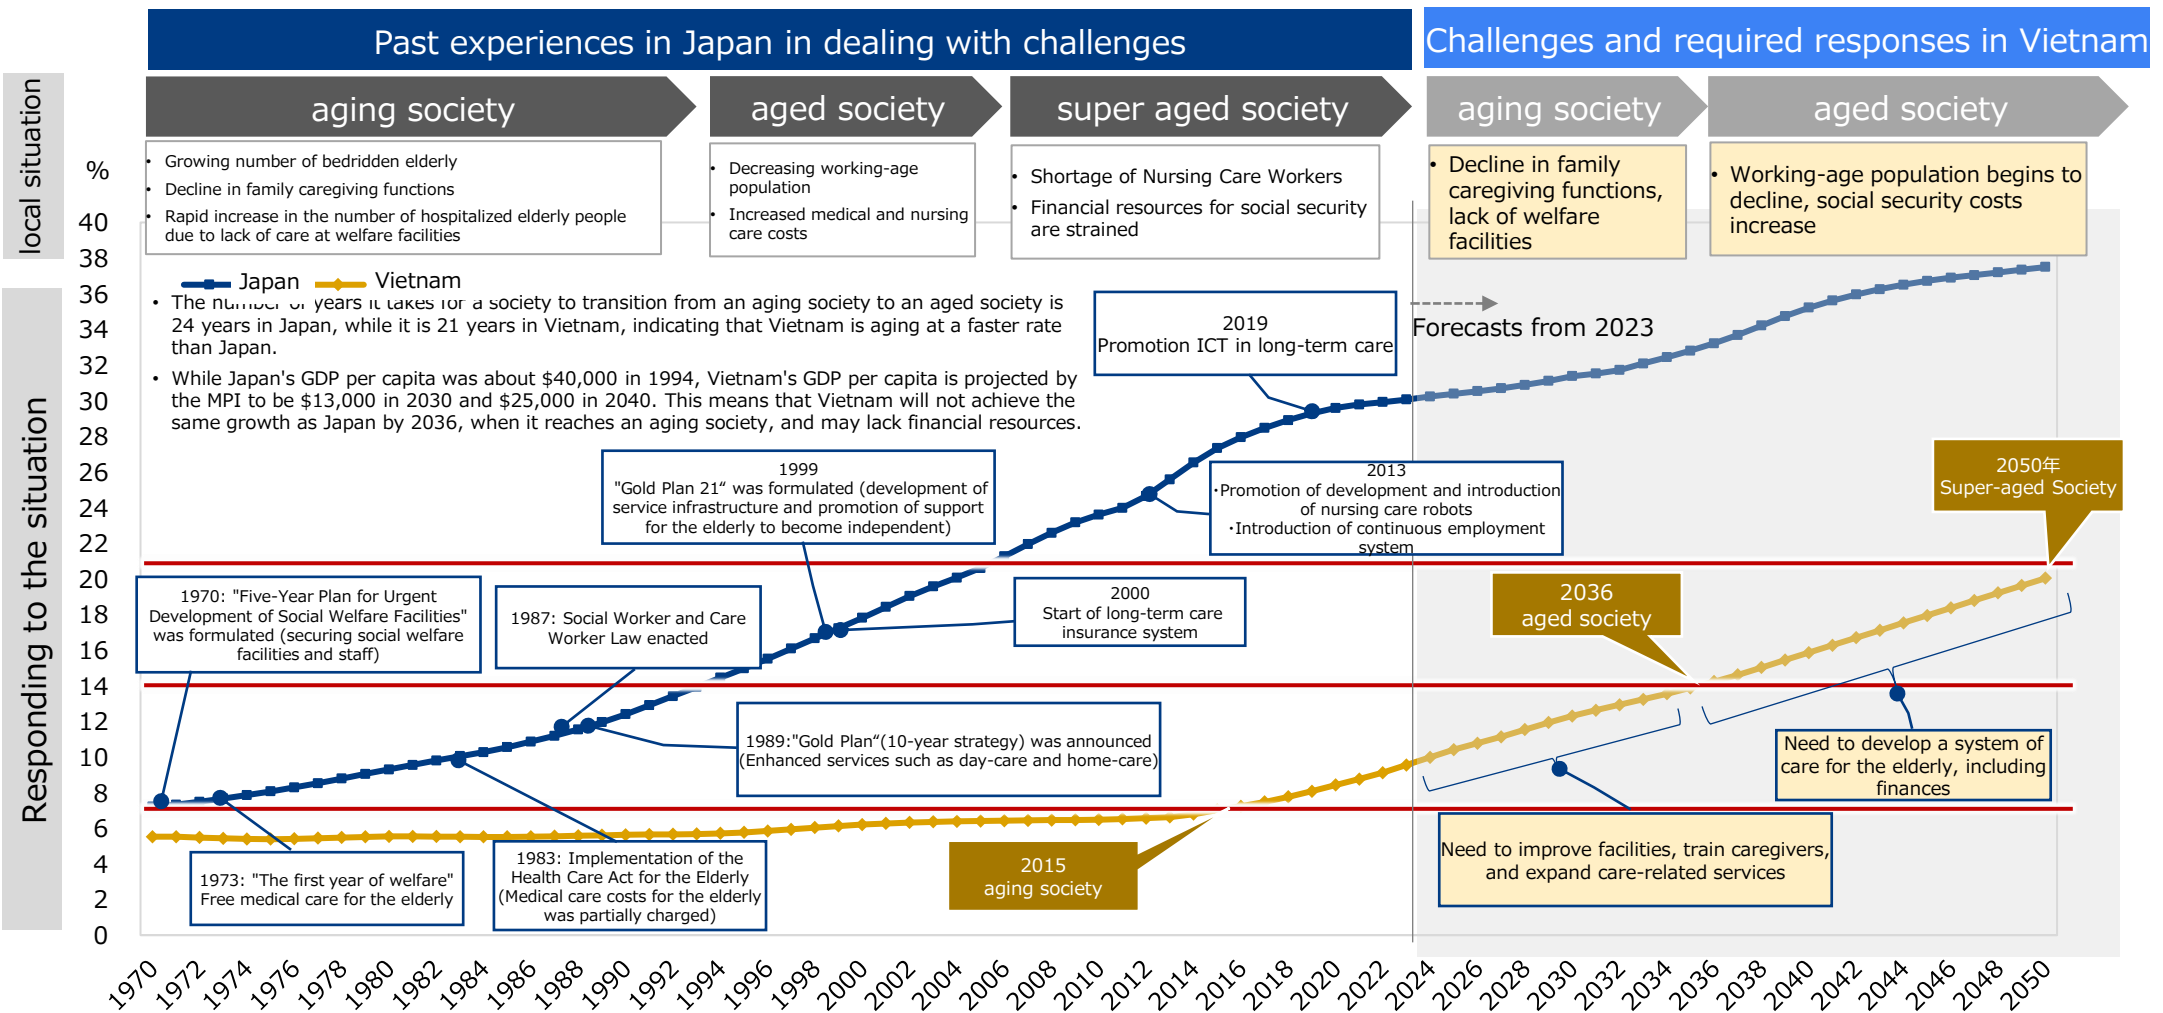 Past experiences in Japan in dealing with challenges
Challenges and required responses in Vietnam
local situation
aging society
aged society
super aged society
aging society
aged society
• Growing number of bedridden elderly
• Decline in family caregiving functions
• Rapid increase in the number of hospitalized elderly people
due to lack of care at welfare facilities
• Decreasing working-age
population
• Increased medical and nursing
care costs
• Shortage of Nursing Care Workers
• Financial resources for social security
are strained
• Decline in family
caregiving functions,
lack of welfare
facilities
• Working-age population begins to
decline, social security costs
increase
Responding to the situation
%
40
38
36
34
32
30
28
26
24
22
20
18
16
14
12
10
8
6
4
2
0
Japan
Vietnam
• The number of years it takes for a society to transition from an aging society to an aged society is
24 years in Japan, while it is 21 years in Vietnam, indicating that Vietnam is aging at a faster rate
than Japan.
• While Japan's GDP per capita was about $40,000 in 1994, Vietnam's GDP per capita is projected by
the MPI to be $13,000 in 2030 and $25,000 in 2040. This means that Vietnam will not achieve the
same growth as Japan by 2036, when it reaches an aging society, and may lack financial resources.
2019
Promotion ICT in long-term care
Forecasts from 2023
1999
"Gold Plan 21“ was formulated (development of
service infrastructure and promotion of support
for the elderly to become independent)
2013
・Promotion of development and introduction
of nursing care robots
・Introduction of continuous employment
system
2050年
Super-aged Society
1970: "Five-Year Plan for Urgent
Development of Social Welfare Facilities"
was formulated (securing social welfare
facilities and staff)
1987: Social Worker and Care
Worker Law enacted
2000
Start of long-term care
insurance system
2036
aged society
1989:"Gold Plan“(10-year strategy) was announced
(Enhanced services such as day-care and home-care)
Need to develop a system of
care for the elderly, including
finances
1973: "The first year of welfare"
Free medical care for the elderly
1983: Implementation of the
Health Care Act for the Elderly
(Medical care costs for the elderly
was partially charged)
2015
aging society
Need to improve facilities, train caregivers,
and expand care-related services
1970
1972
1974
1976
1978
1980
1982
1984
1986
1988
1990
1992
1994
1996
1998
2000
2002
2004
2006
2008
2010
2012
2014
2016
2018
2020
2022
2024
2026
2028
2030
2032
2034
2036
2038
2040
2042
2044
2046
2048
2050